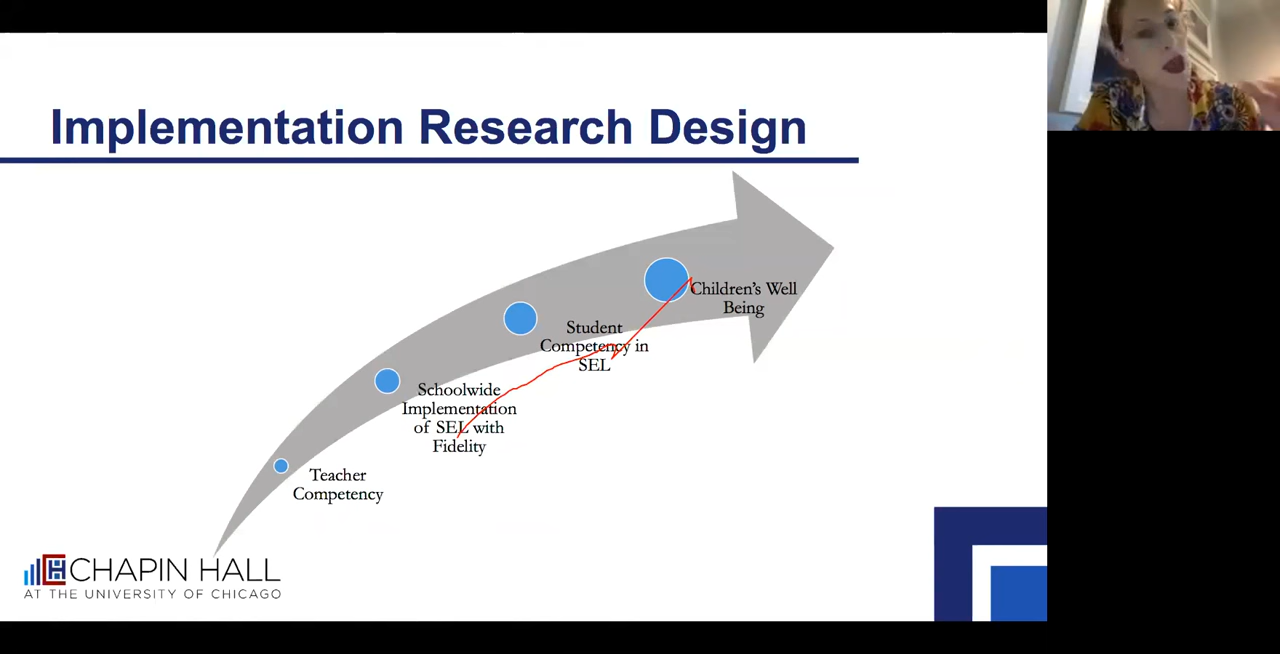 Implementation Research Design
Children's Well
Being
Student
Competency in
SEL
Schoolwide
Implementation
of SEL with
Fidelity
Teacher
Competency
CHAPIN HALL
AT THE UNIVERSITY OF CHICAGO